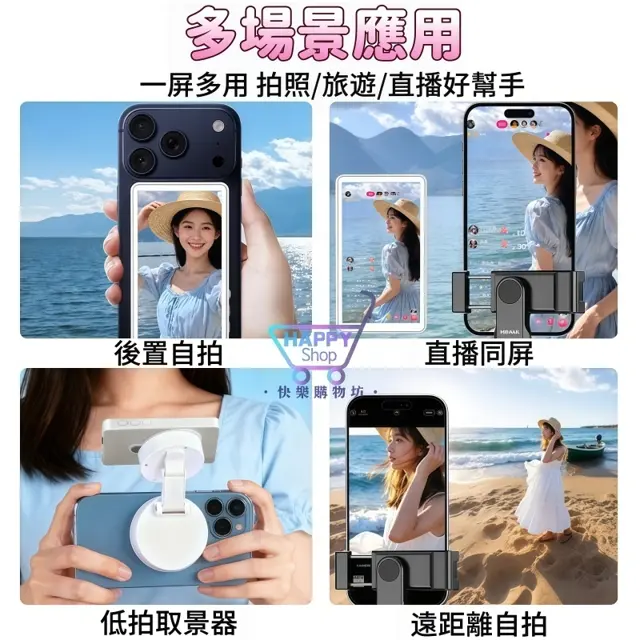 多場景應用
一屏多用 拍照/旅遊/直播好幫手
後置自拍
直播同屏
HAPPY
Shop
·快樂購物坊·
低拍取景器
遠距離自拍